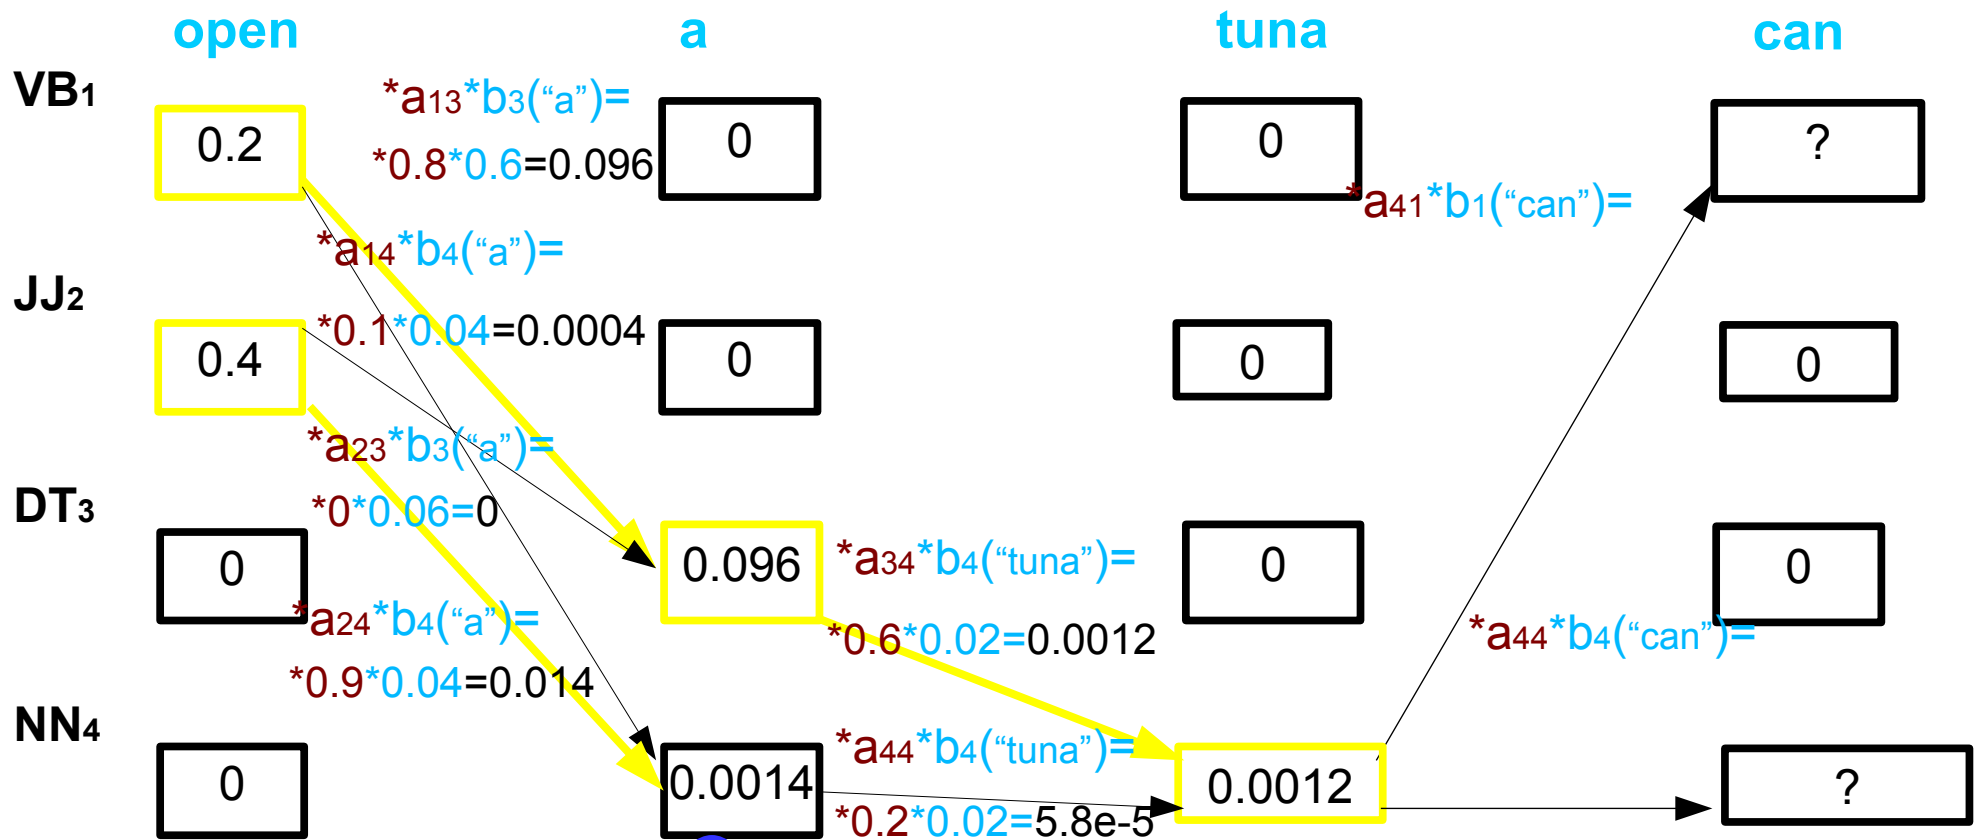 open a tuna can
VB1
*a13*b3(“a”)=
0.2 0 0 ?
*0.8*0.6=0.096
*a41*b1(“can”)=
*a14*b4(“a”)=
JJ2
*0.1*0.04=0.0004
0.4 0 0 0
*a23*b3(“a”)=
DT3
*0*0.06=0
0 0.096 *a34*b4(“tuna”)= 0 0
*a24*b4(“a”)=
*0.6*0.02=0.0012 *a44*b4(“can”)=
*0.9*0.04=0.014
NN4
*a44*b4(“tuna”)=
0 0.0014 0.0012 ?
*0.2*0.02=5.8e-5